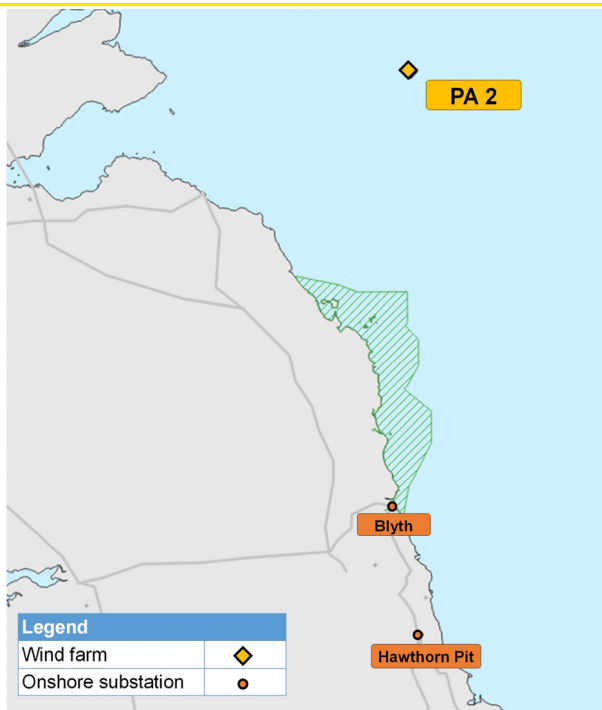 PA 2
Blyth
Hawthorn Pit
Legend
Wind farm
Onshore substation